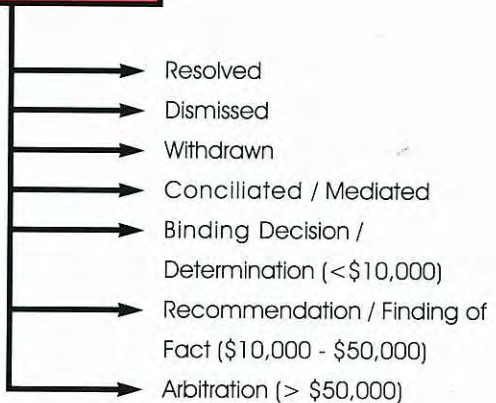 Resolved
Dismissed
Withdrawn
Conciliated / Mediated
Binding Decision /
Determination (<$10,000)
Recommendation / Finding of
Fact ($10,000 - $50,000)
Arbitration (> $50,000)